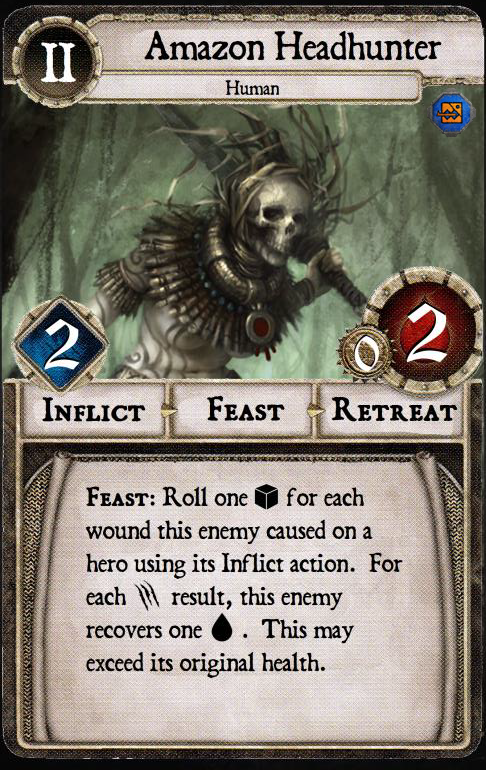 II
Amazon Headhunter
Human
2
0
2
INFLICT
FEAST
RETREAT
FEAST: Roll one for each
wound this enemy caused on a
hero using its Inflict action. For
each result, this enemy
recovers one . This may
exceed its original health.